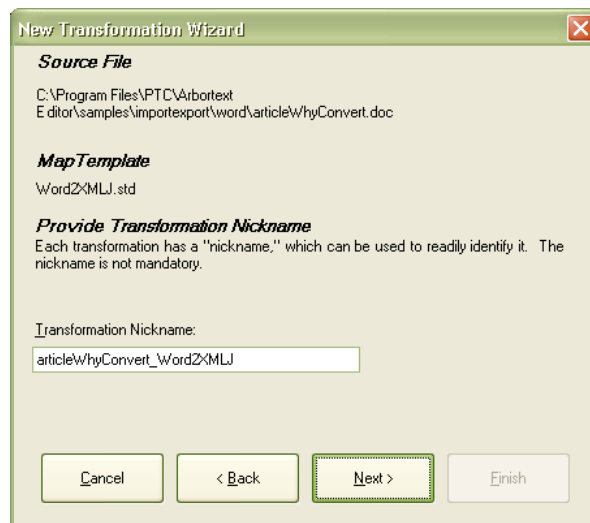 New Transformation Wizard
Source File
C:\Program Files\PTC\Arbortext
Editor\samples\importexport\word\articleWhyConvert.doc
MapTemplate
Word2XMLJ.std
Provide Transformation Nickname
Each transformation has a "nickname," which can be used to readily identify it. The
nickname is not mandatory.
Transformation Nickname:
articleWhyConvert_Word2XMLJ
Cancel
< Back
Next >
Finish